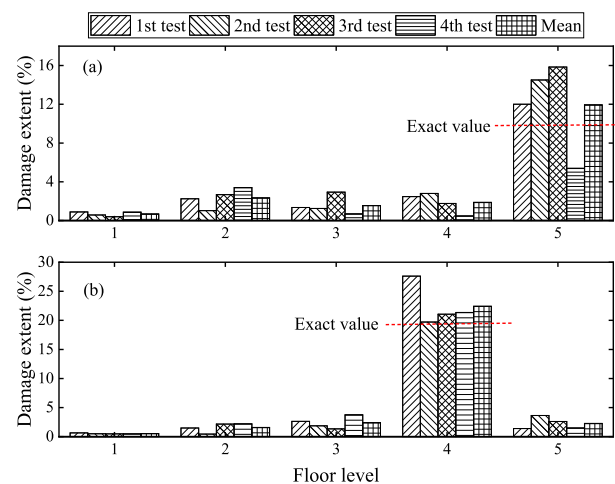 1st test 2nd test 3rd test 4th test Mean
(a)
Damage extent (%)
16
12
8
4
0
Exact value
1 2 3 4 5
(b)
Damage extent (%)
30
25
20
15
10
5
0
Exact value
1 2 3 4 5
Floor level